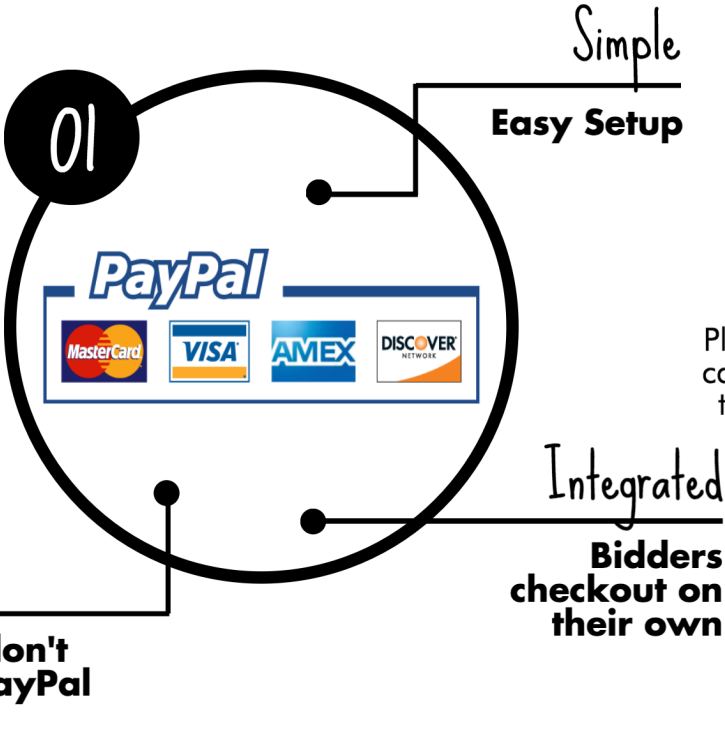 Simple
Easy Setup
01
PayPal
MasterCard
VISA
AMEX
DISCOVER
NETWORK
Integrated
Bidders
checkout on
their own